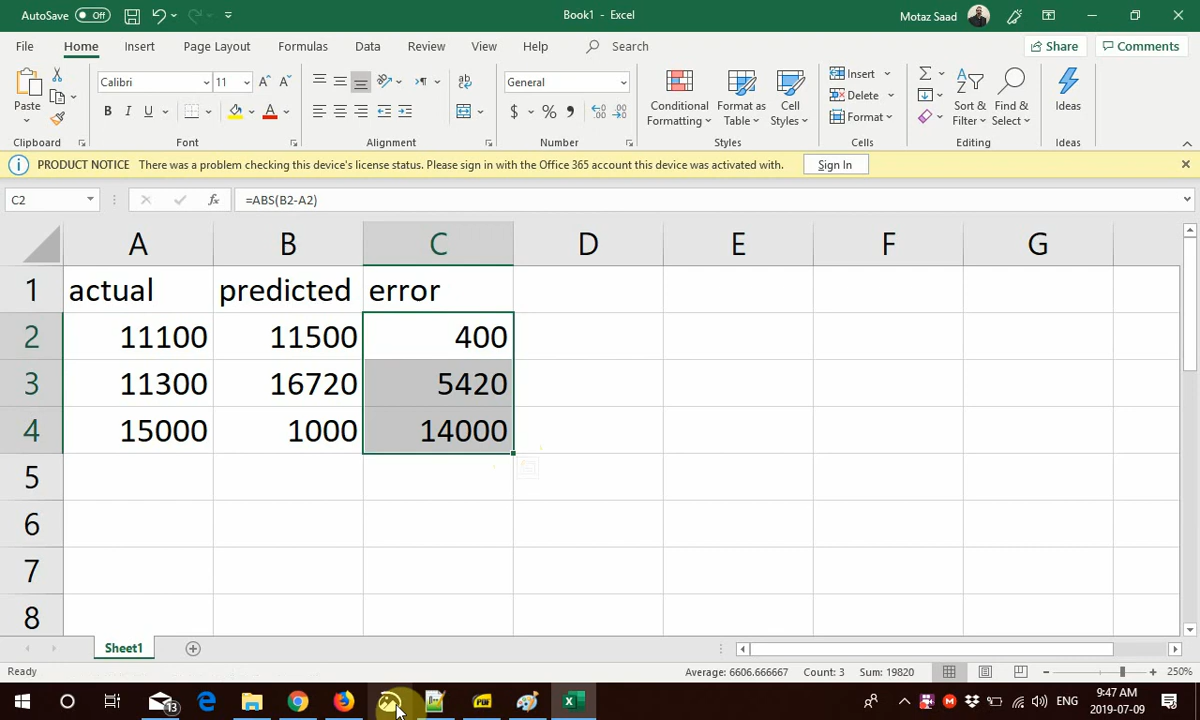 AutoSave Off Book1 - Excel Motaz Saad
File Home Insert Page Layout Formulas Data Review View Help Search Share Comments
Paste Calibri 11 General Conditional Formatting Format as Table Cell Styles Insert Delete Format Sort & Filter Find & Select Ideas
B I U A $ %
Clipboard Font Alignment Number Styles Cells Editing Ideas
PRODUCT NOTICE There was a problem checking this device's license status. Please sign in with the Office 365 account this device was activated with. Sign In
C2 fx =ABS(B2-A2)
A B C D E F G
1 actual predicted error
2 11100 11500 400
3 11300 16720 5420
4 15000 1000 14000
5
6
7
8
Sheet1
Ready Average: 6606.666667 Count: 3 Sum: 19820 250%
13 PDF ENG 9:47 AM
2019-07-09